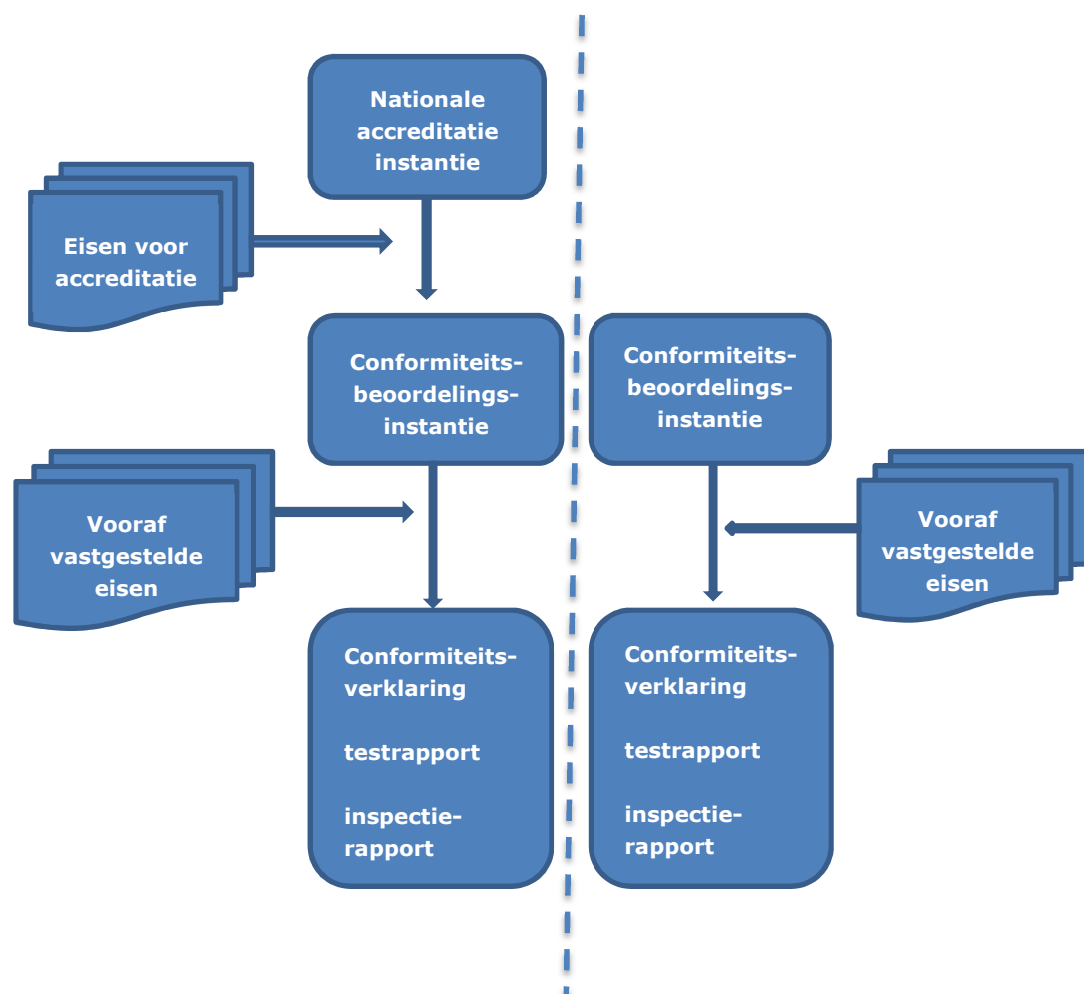 Nationale
accreditatie
instantie
Eisen voor
accreditatie
Conformiteits-
beoordelings-
instantie
Conformiteits-
beoordelings-
instantie
Vooraf
vastgestelde
eisen
Vooraf
vastgestelde
eisen
Conformiteits-
verklaring
testrapport
inspectie-
rapport
Conformiteits-
verklaring
testrapport
inspectie-
rapport